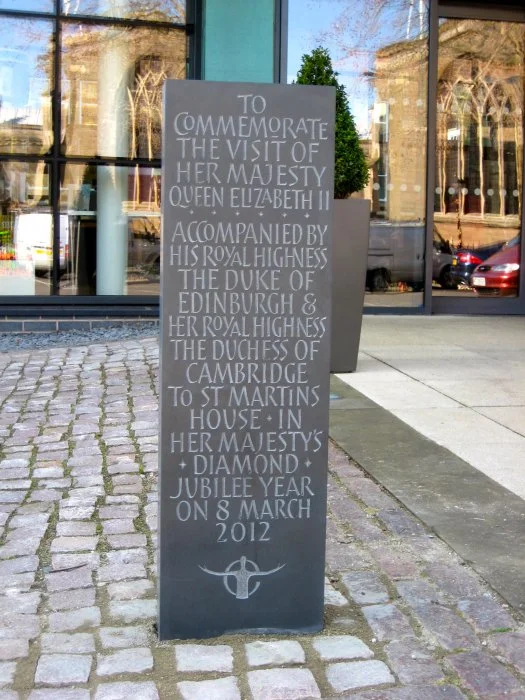 TO
COMMEMORATE
THE VISIT OF
HER MAJESTY
QUEEN ELIZABETH II
ACCOMPANIED BY
HIS ROYAL HIGHNESS
THE DUKE OF
EDINBURGH &
HER ROYAL HIGHNESS
THE DUCHESS OF
CAMBRIDGE
TO ST MARTINS
HOUSE · IN
HER MAJESTY'S
· DIAMOND ·
JUBILEE YEAR
ON 8 MARCH
2012